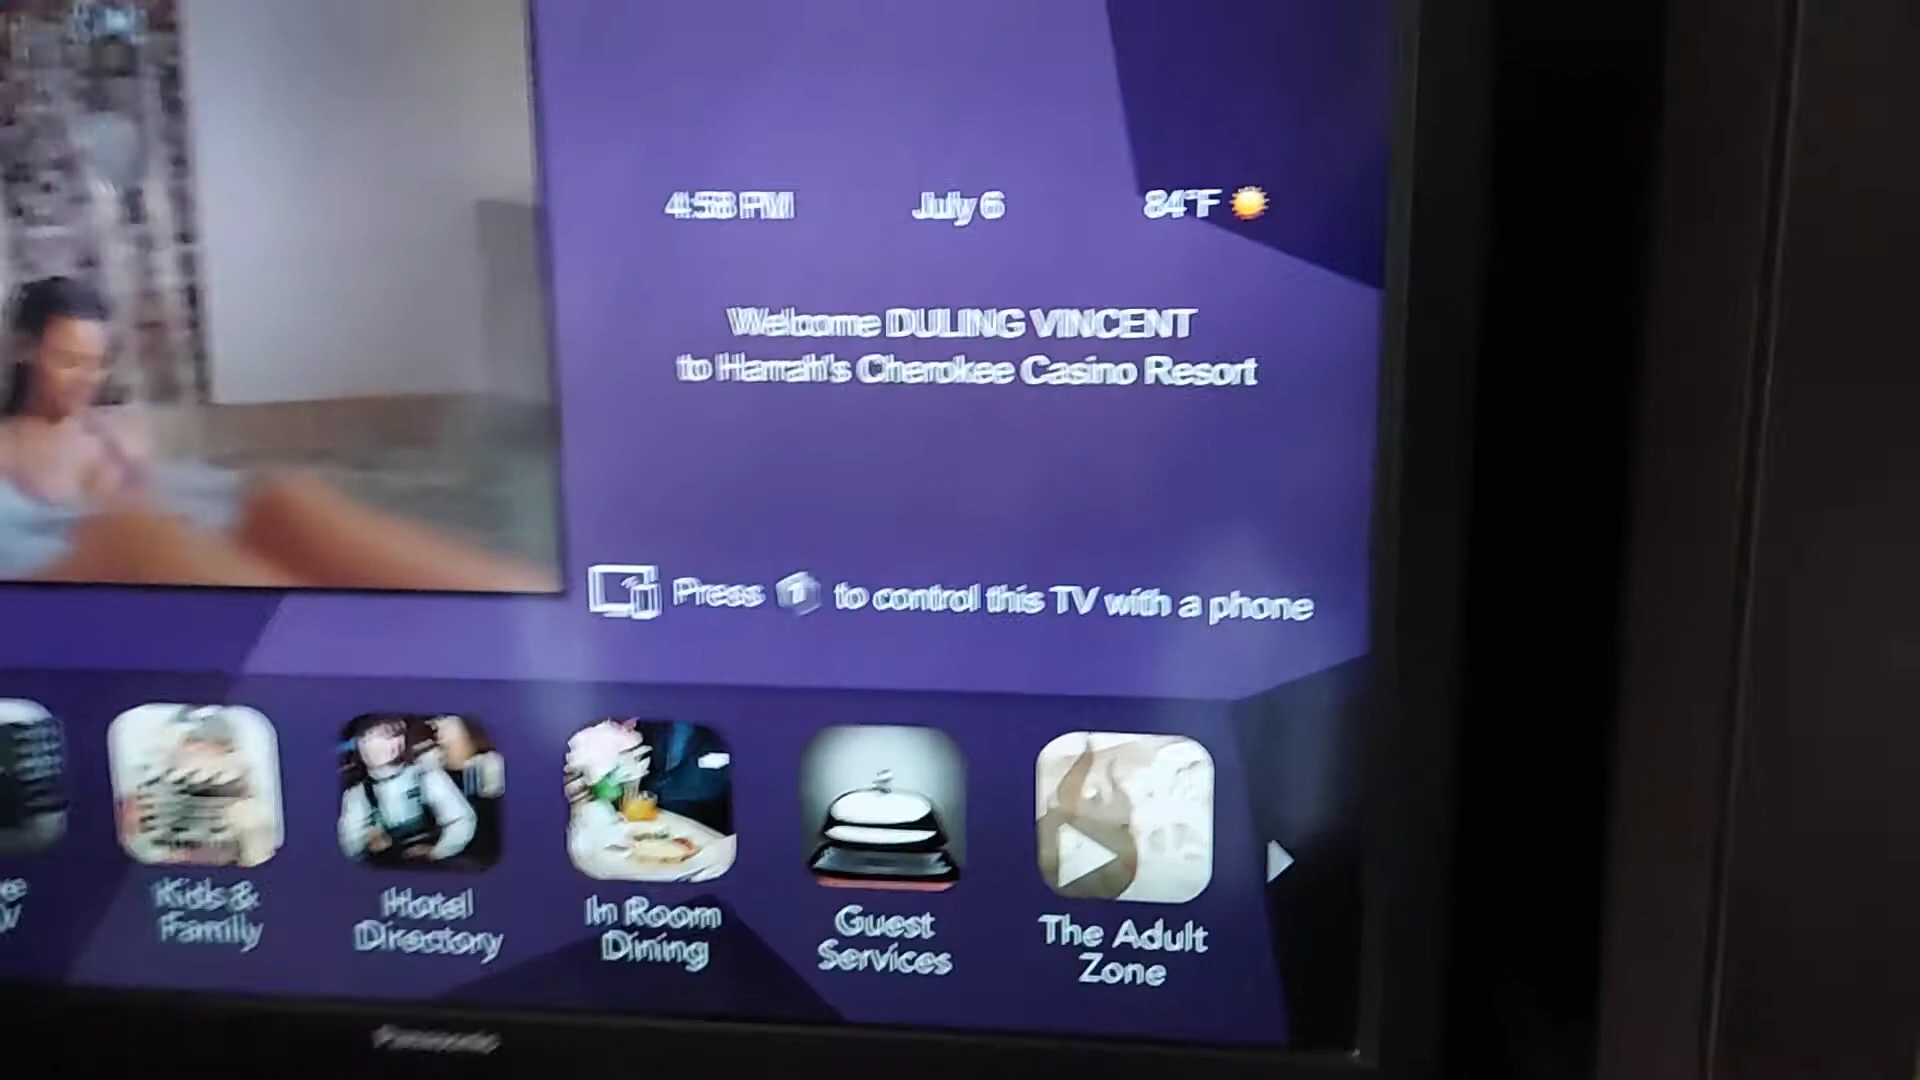 4:58 PM July 6 84°F
Welcome DULING VINCENT
to Harrah's Cherokee Casino Resort
Press to control this TV with a phone
Kids &
Family
Hotel
Directory
In Room
Dining
Guest
Services
The Adult
Zone
Panasonic